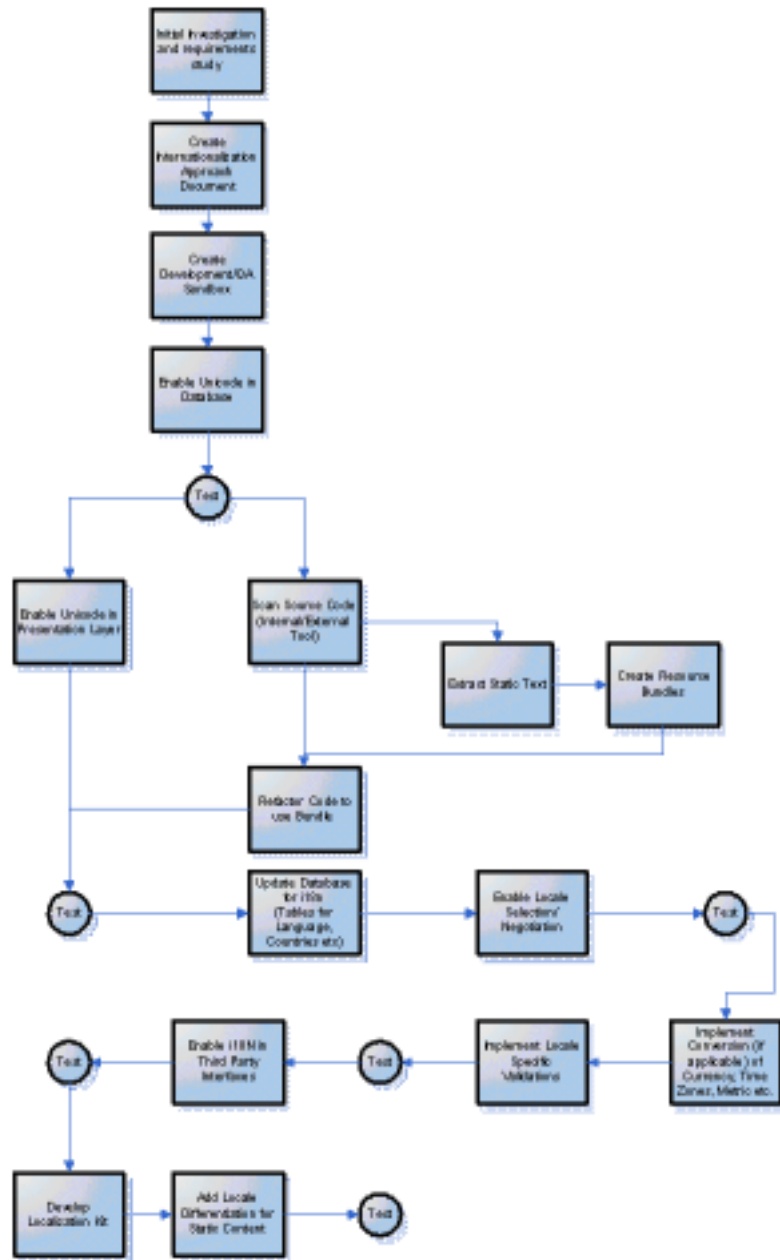 Initial Investigation
and requirements
study
Create
Internationalization
Approach
Document
Create
Development/QA
Sandbox
Enable Unicode in
Database
Test
Enable Unicode in
Presentation Layer
Scan Source Code
(Internal/External
Tool)
Extract Static Text
Create Resource
Bundles
Refactor Code to
use Bundle
Test
Update Database
for i18n
(Tables for
Language,
Countries etc)
Enable Locale
Selections/
Negotiation
Test
Test
Enable i18N in
Third Party
Interfaces
Test
Implement Locale
Specific
Validations
Implement
Conversion (if
applicable) of
Currency, Time
Zones, Metric etc.
Develop
Localization Kit
Add Locale
Differentiation for
Static Content
Test